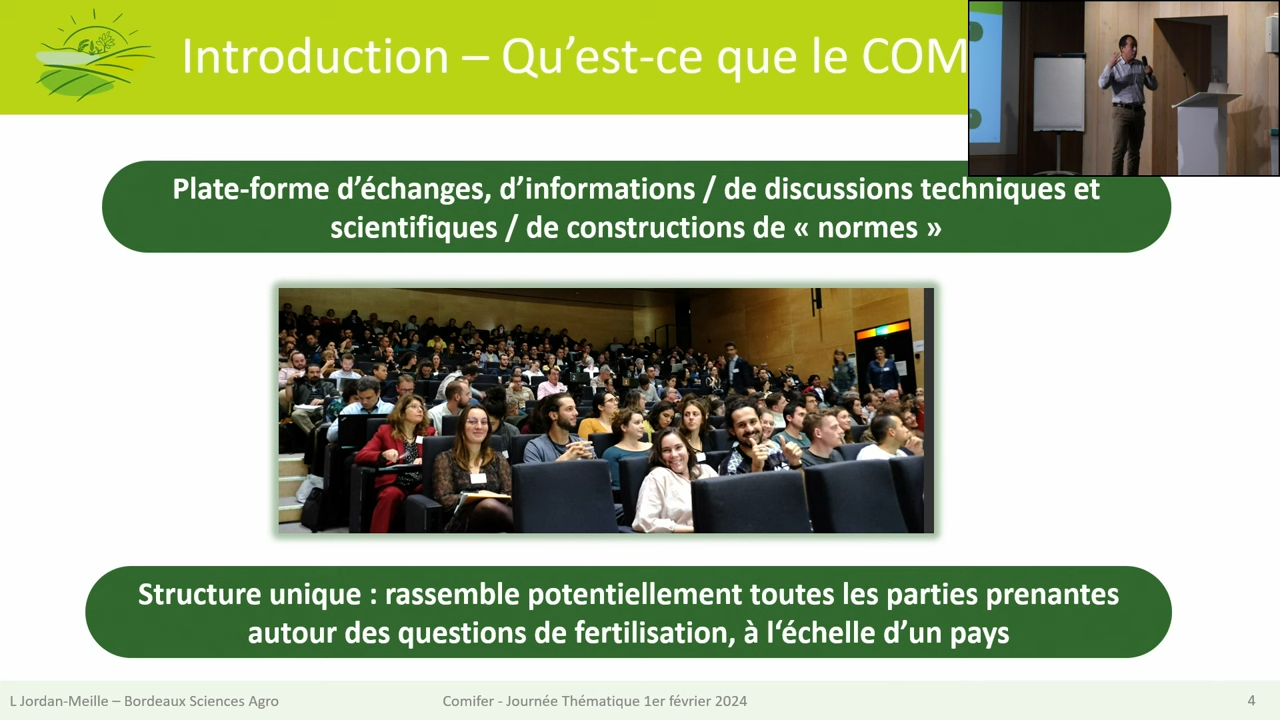 Introduction – Qu’est-ce que le COM
Plate-forme d’échanges, d’informations / de discussions techniques et
scientifiques / de constructions de « normes »
Structure unique : rassemble potentiellement toutes les parties prenantes
autour des questions de fertilisation, à l‘échelle d’un pays
L Jordan-Meille – Bordeaux Sciences Agro
Comifer - Journée Thématique 1er février 2024
4